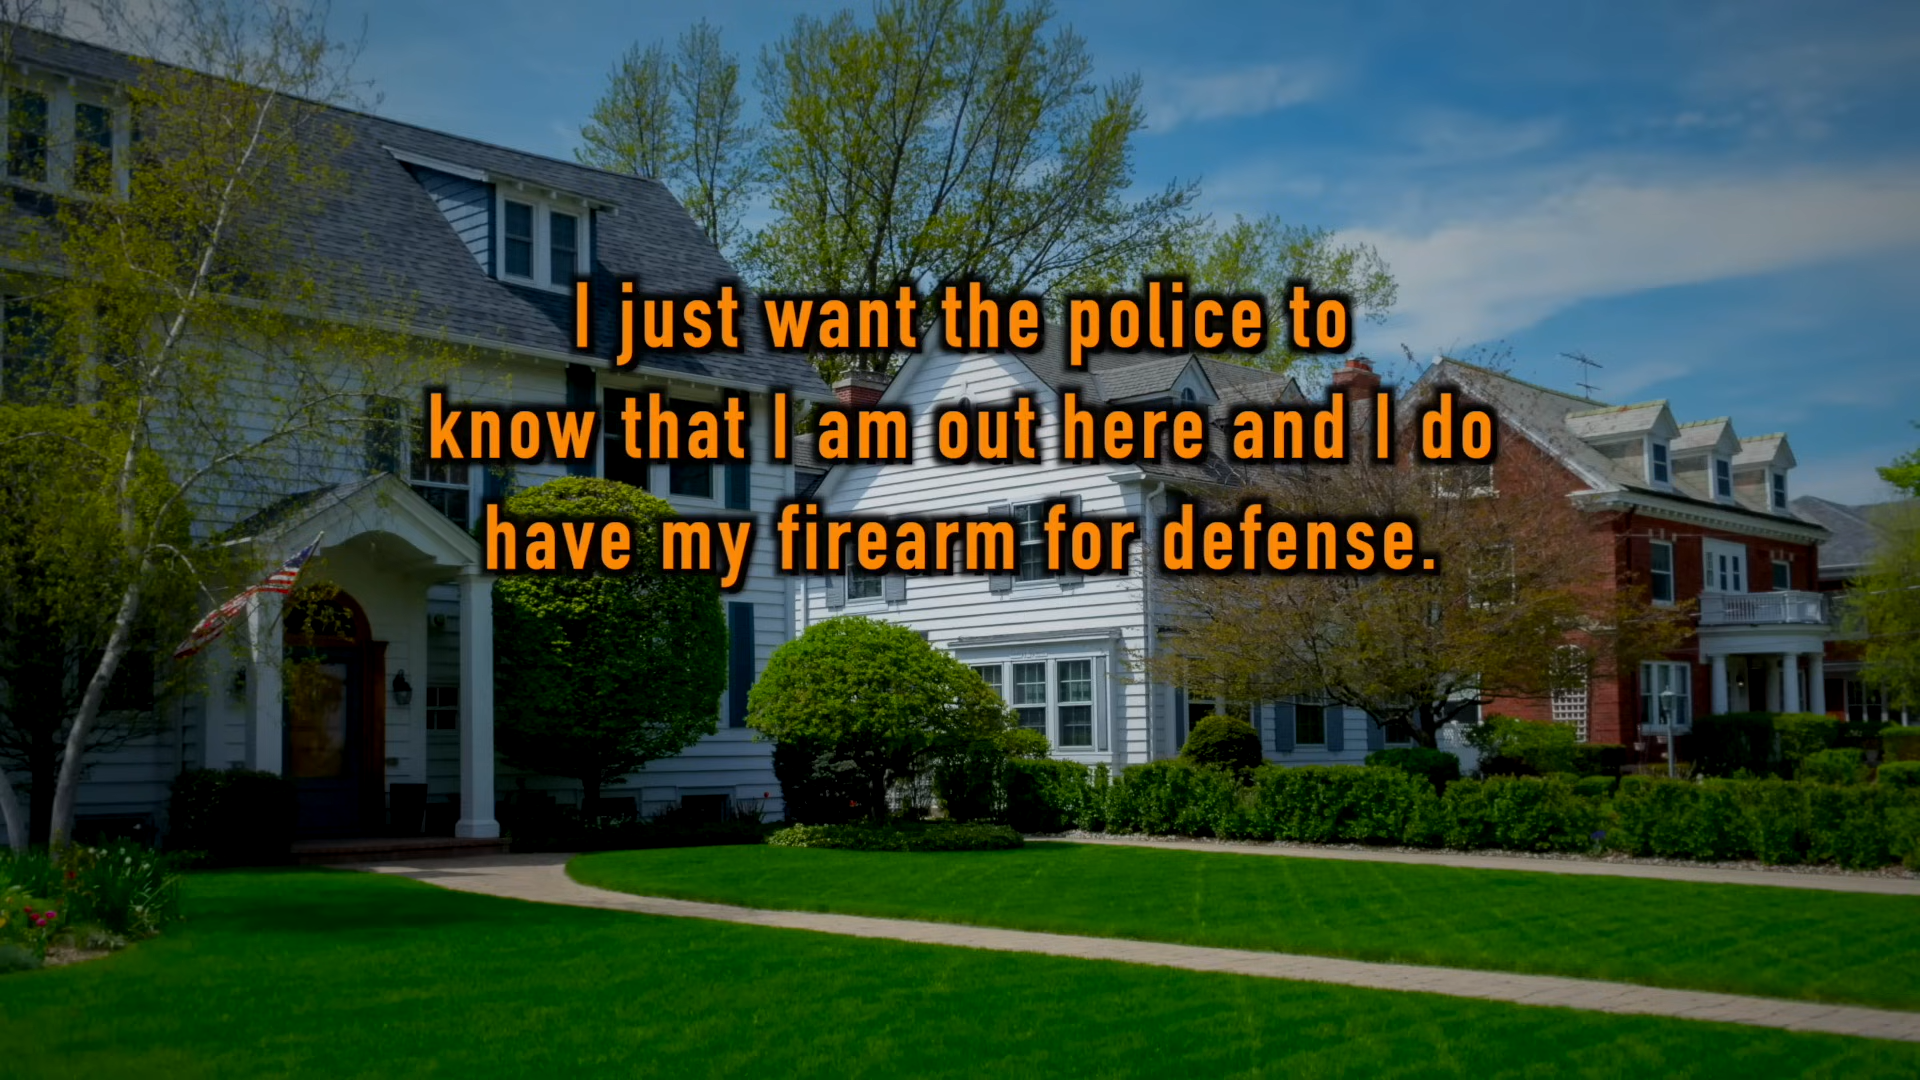 I just want the police to
know that I am out here and I do
have my firearm for defense.